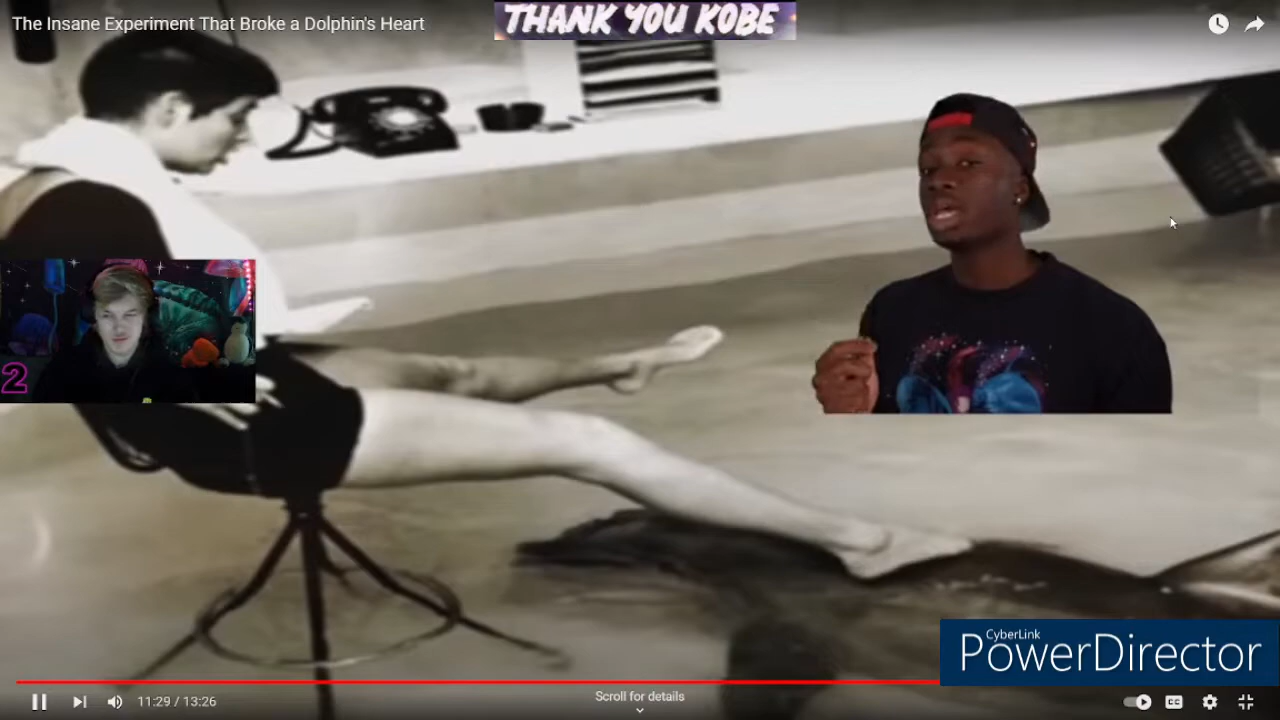 The Insane Experiment That Broke a Dolphin's Heart
THANK YOU KOBE
2
CyberLink
PowerDirector
11:29 / 13:26
Scroll for details
CC